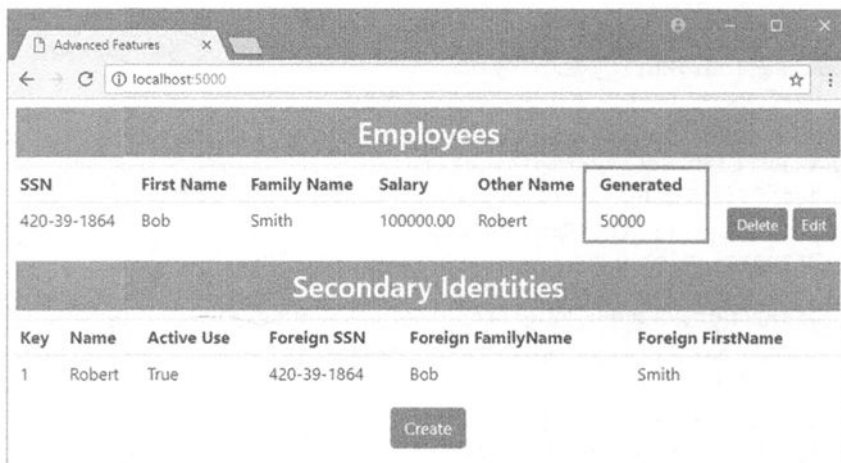 Advanced Features
localhost:5000
Employees
SSN First Name Family Name Salary Other Name Generated
420-39-1864 Bob Smith 100000.00 Robert 50000 Delete Edit
Secondary Identities
Key Name Active Use Foreign SSN Foreign FamilyName Foreign FirstName
1 Robert True 420-39-1864 Bob Smith
Create